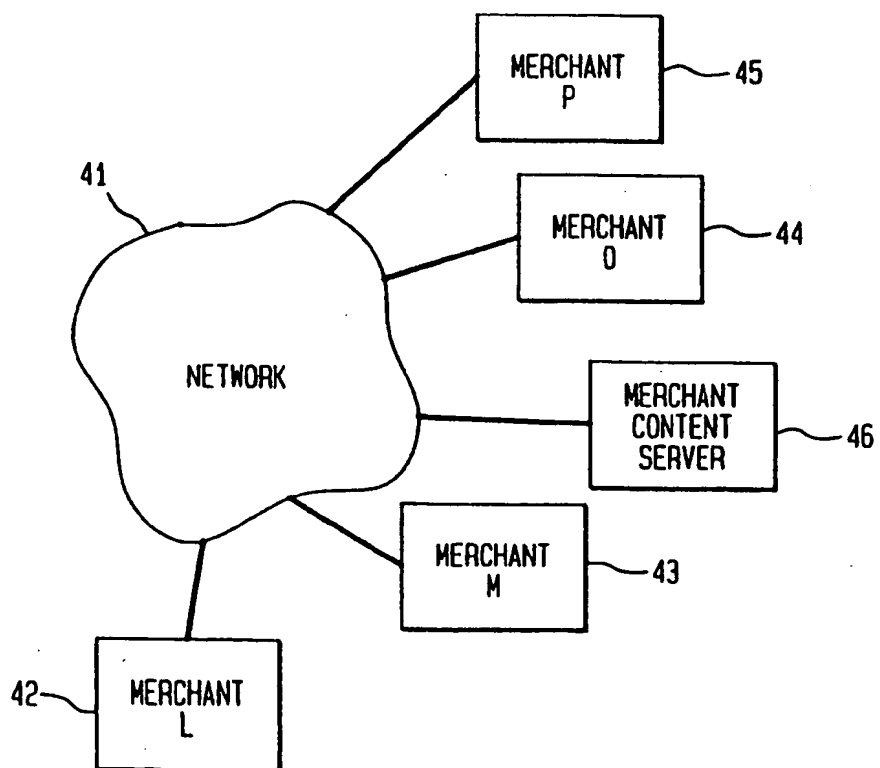 MERCHANT
P
45
41
MERCHANT
O
44
NETWORK
MERCHANT
CONTENT
SERVER
46
MERCHANT
M
43
42
MERCHANT
L